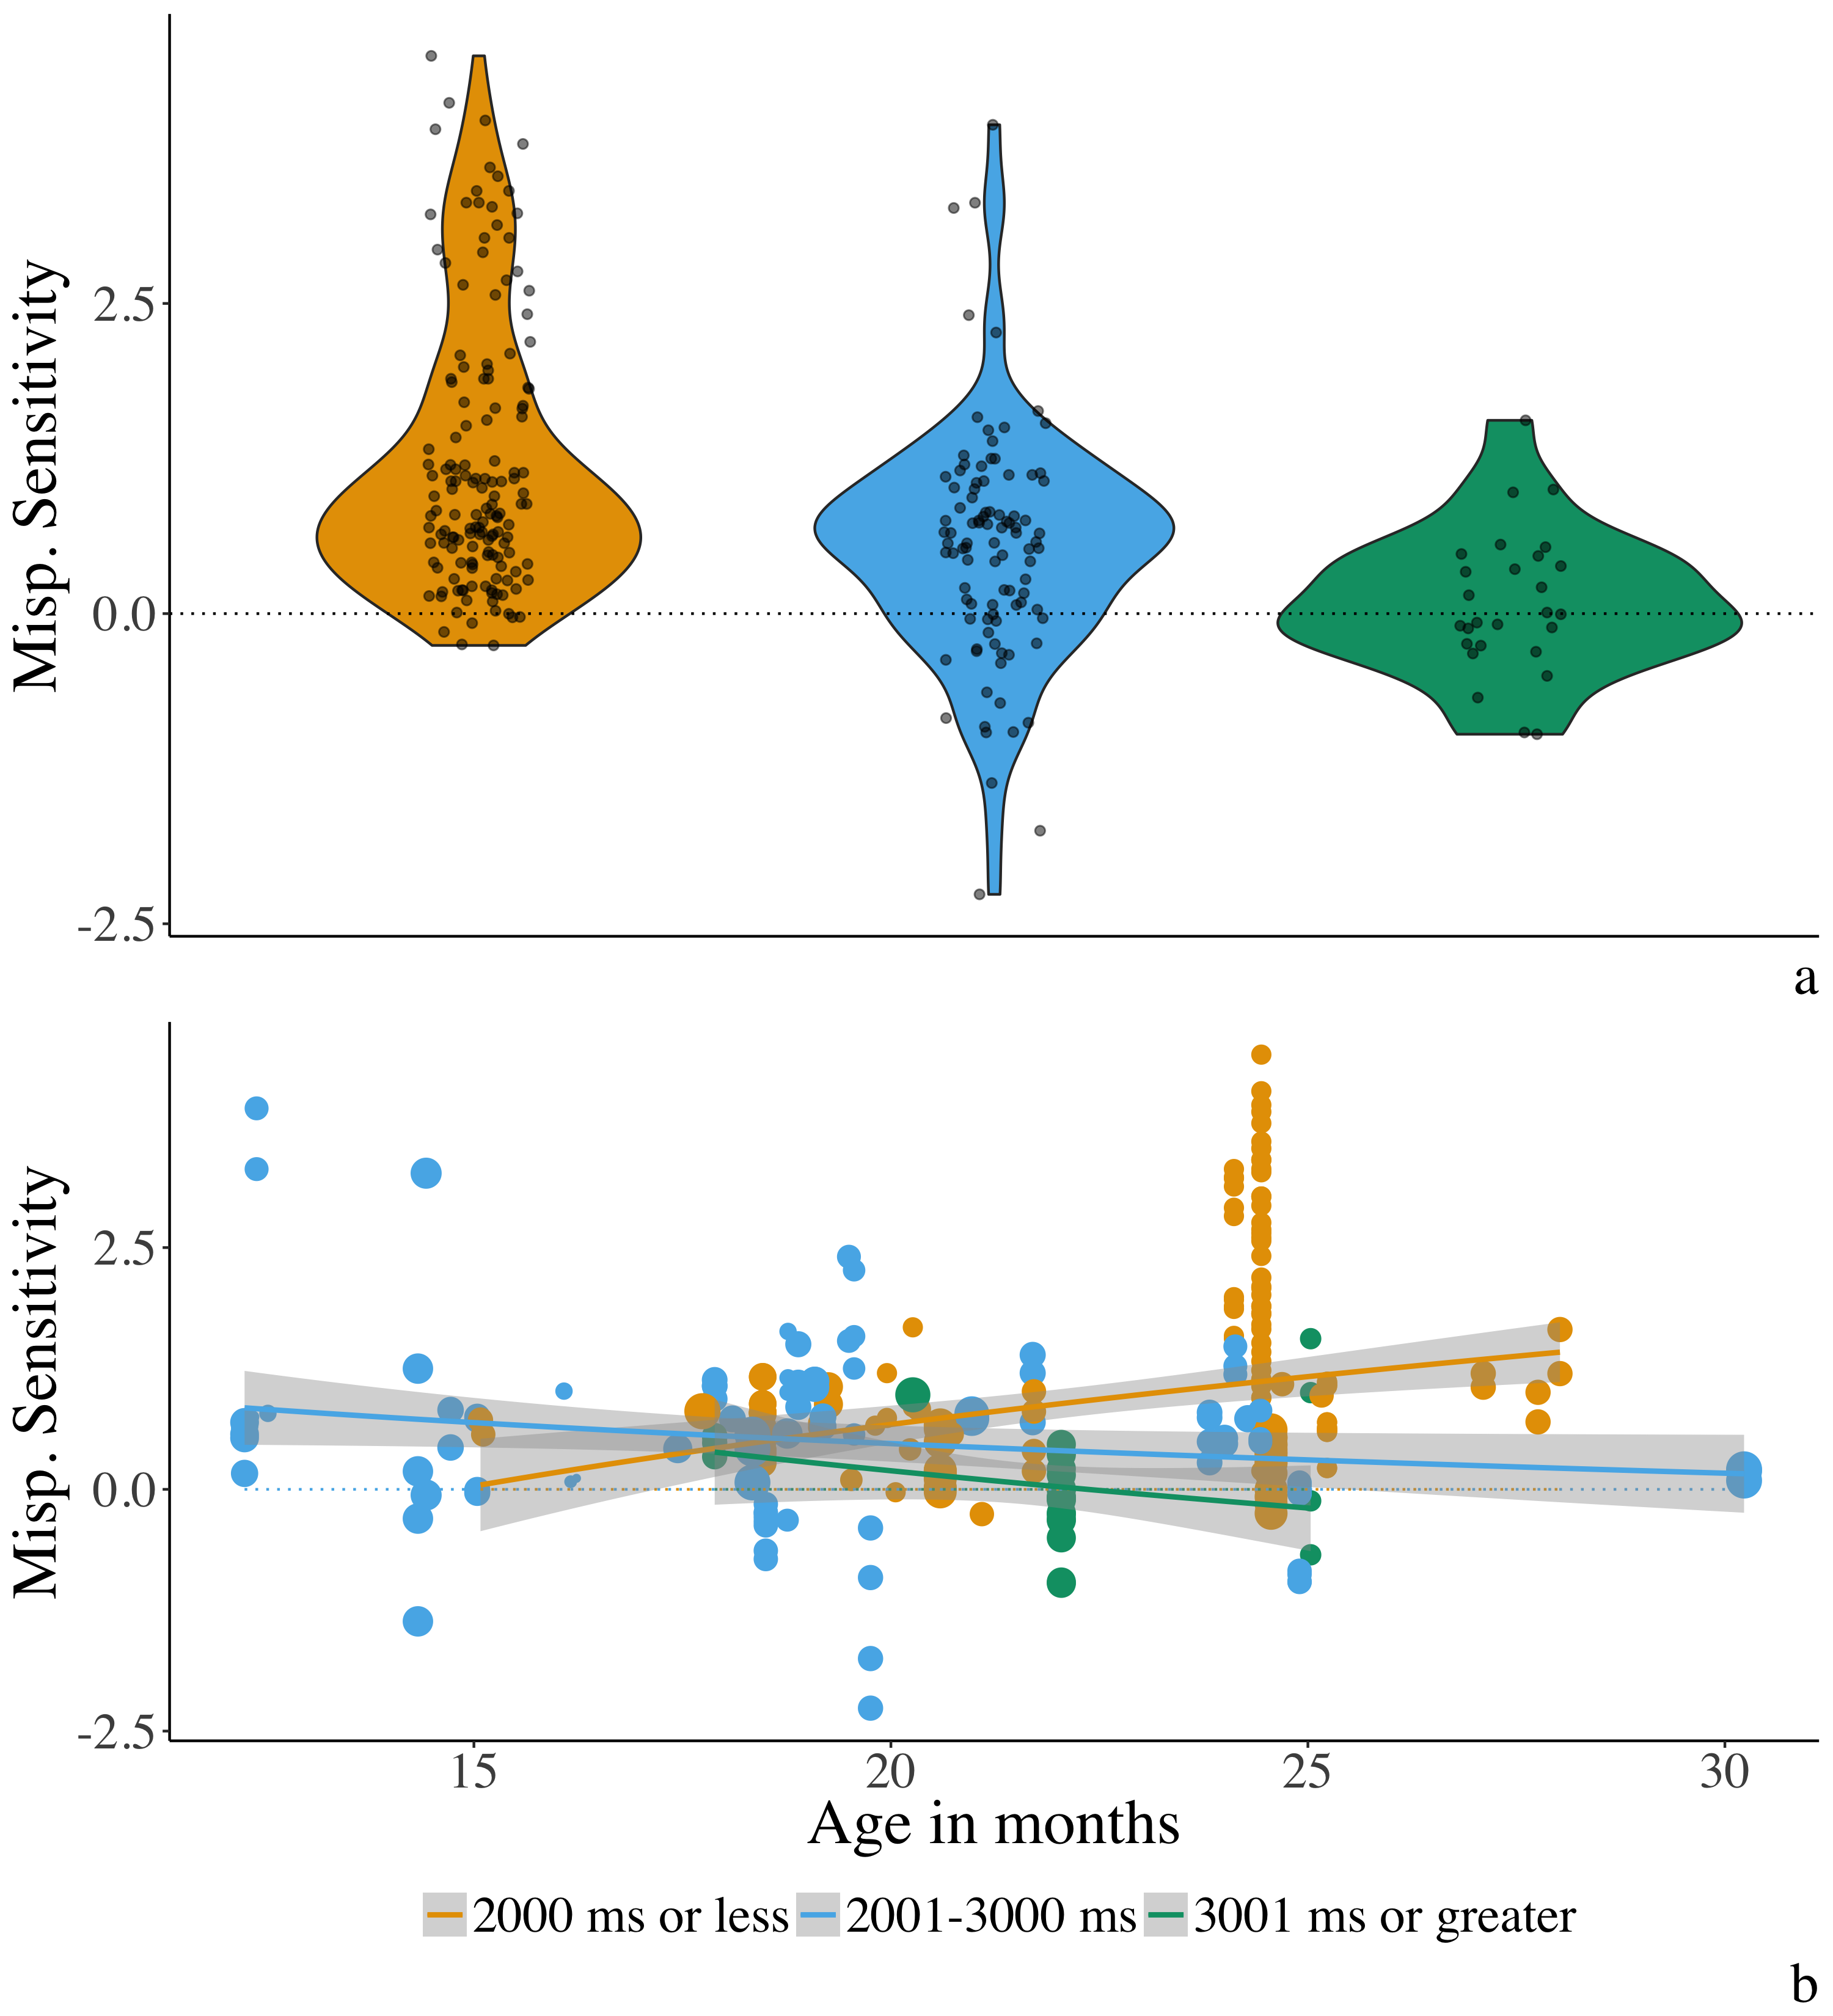 Misp. Sensitivity
2.5
0.0
-2.5
a
Misp. Sensitivity
2.5
0.0
-2.5
15 20 25 30
Age in months
2000 ms or less 2001-3000 ms 3001 ms or greater
b